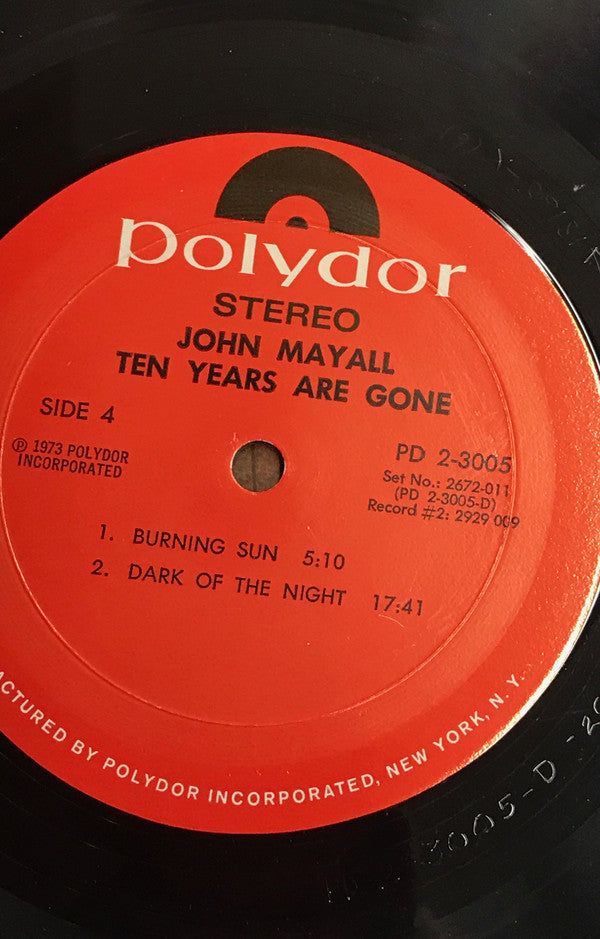 polydor
STEREO
JOHN MAYALL
TEN YEARS ARE GONE
SIDE 4
℗ 1973 POLYDOR
INCORPORATED
PD 2-3005
Set No.: 2672-011
(PD 2-3005-D)
Record #2: 2929 009
1. BURNING SUN 5:10
2. DARK OF THE NIGHT 17:41
ACTURED BY POLYDOR INCORPORATED, NEW YORK, N.Y.
3005-D